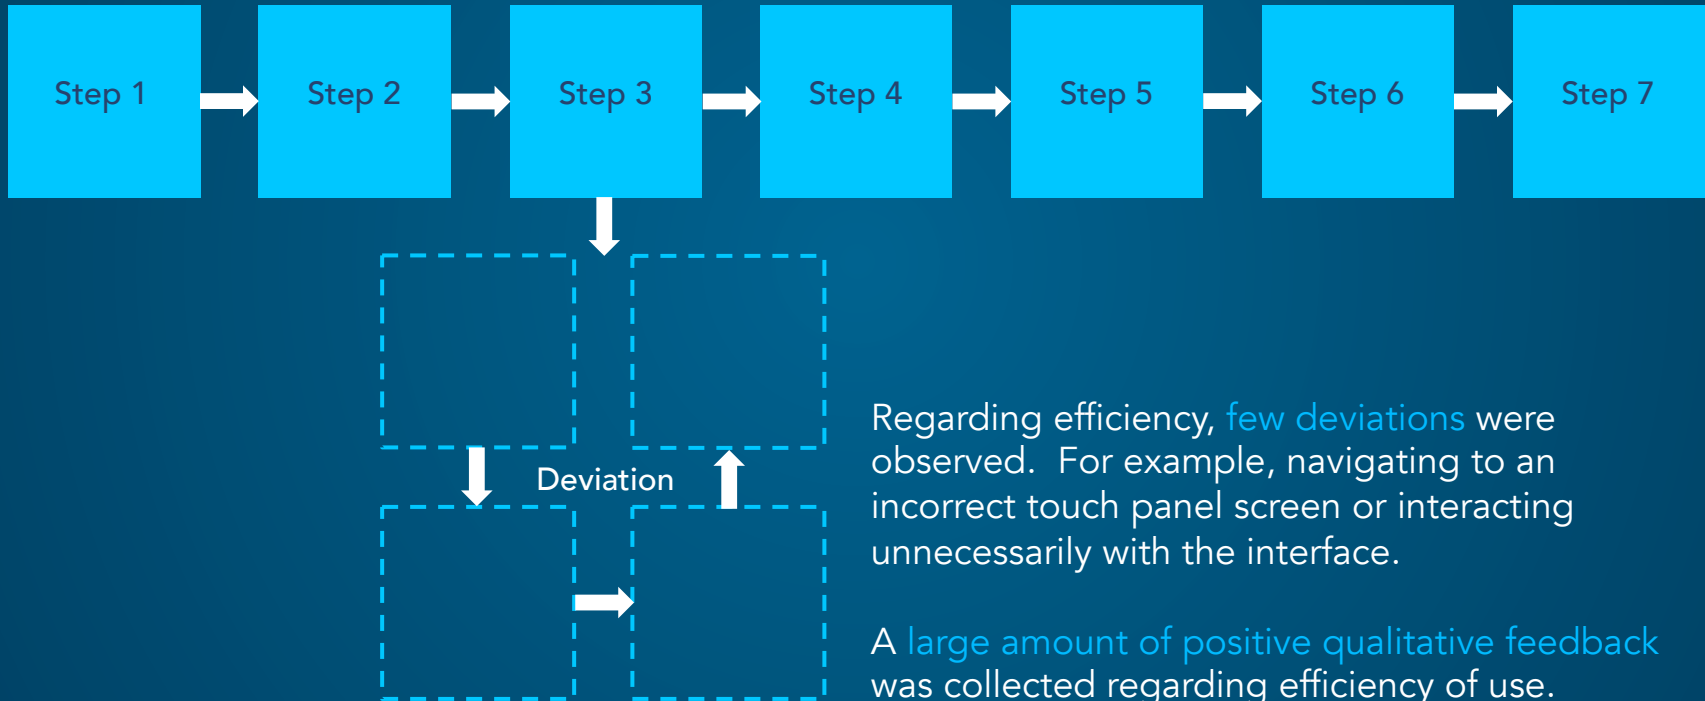 Step 1
Step 2
Step 3
Step 4
Step 5
Step 6
Step 7
Deviation
Regarding efficiency, few deviations were
observed.  For example, navigating to an
incorrect touch panel screen or interacting
unnecessarily with the interface.
A large amount of positive qualitative feedback
was collected regarding efficiency of use.